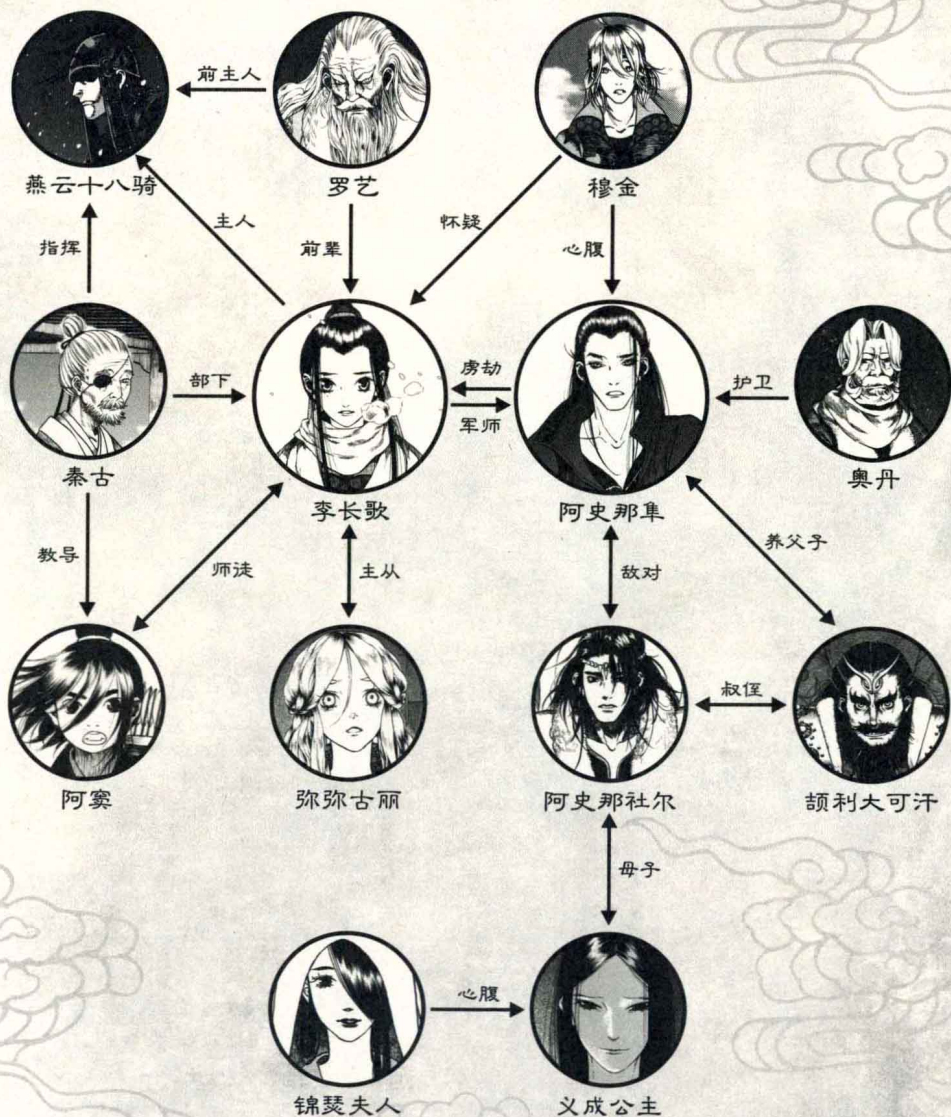 前主人
燕云十八骑
罗艺
穆金
指挥
主人
前辈
怀疑
心腹
秦古
部下
李长歌
虏劫
军师
阿史那隼
护卫
奥丹
教导
师徒
主从
敌对
养父子
阿窦
弥弥古丽
阿史那社尔
叔侄
颉利大可汗
母子
锦瑟夫人
心腹
义成公主